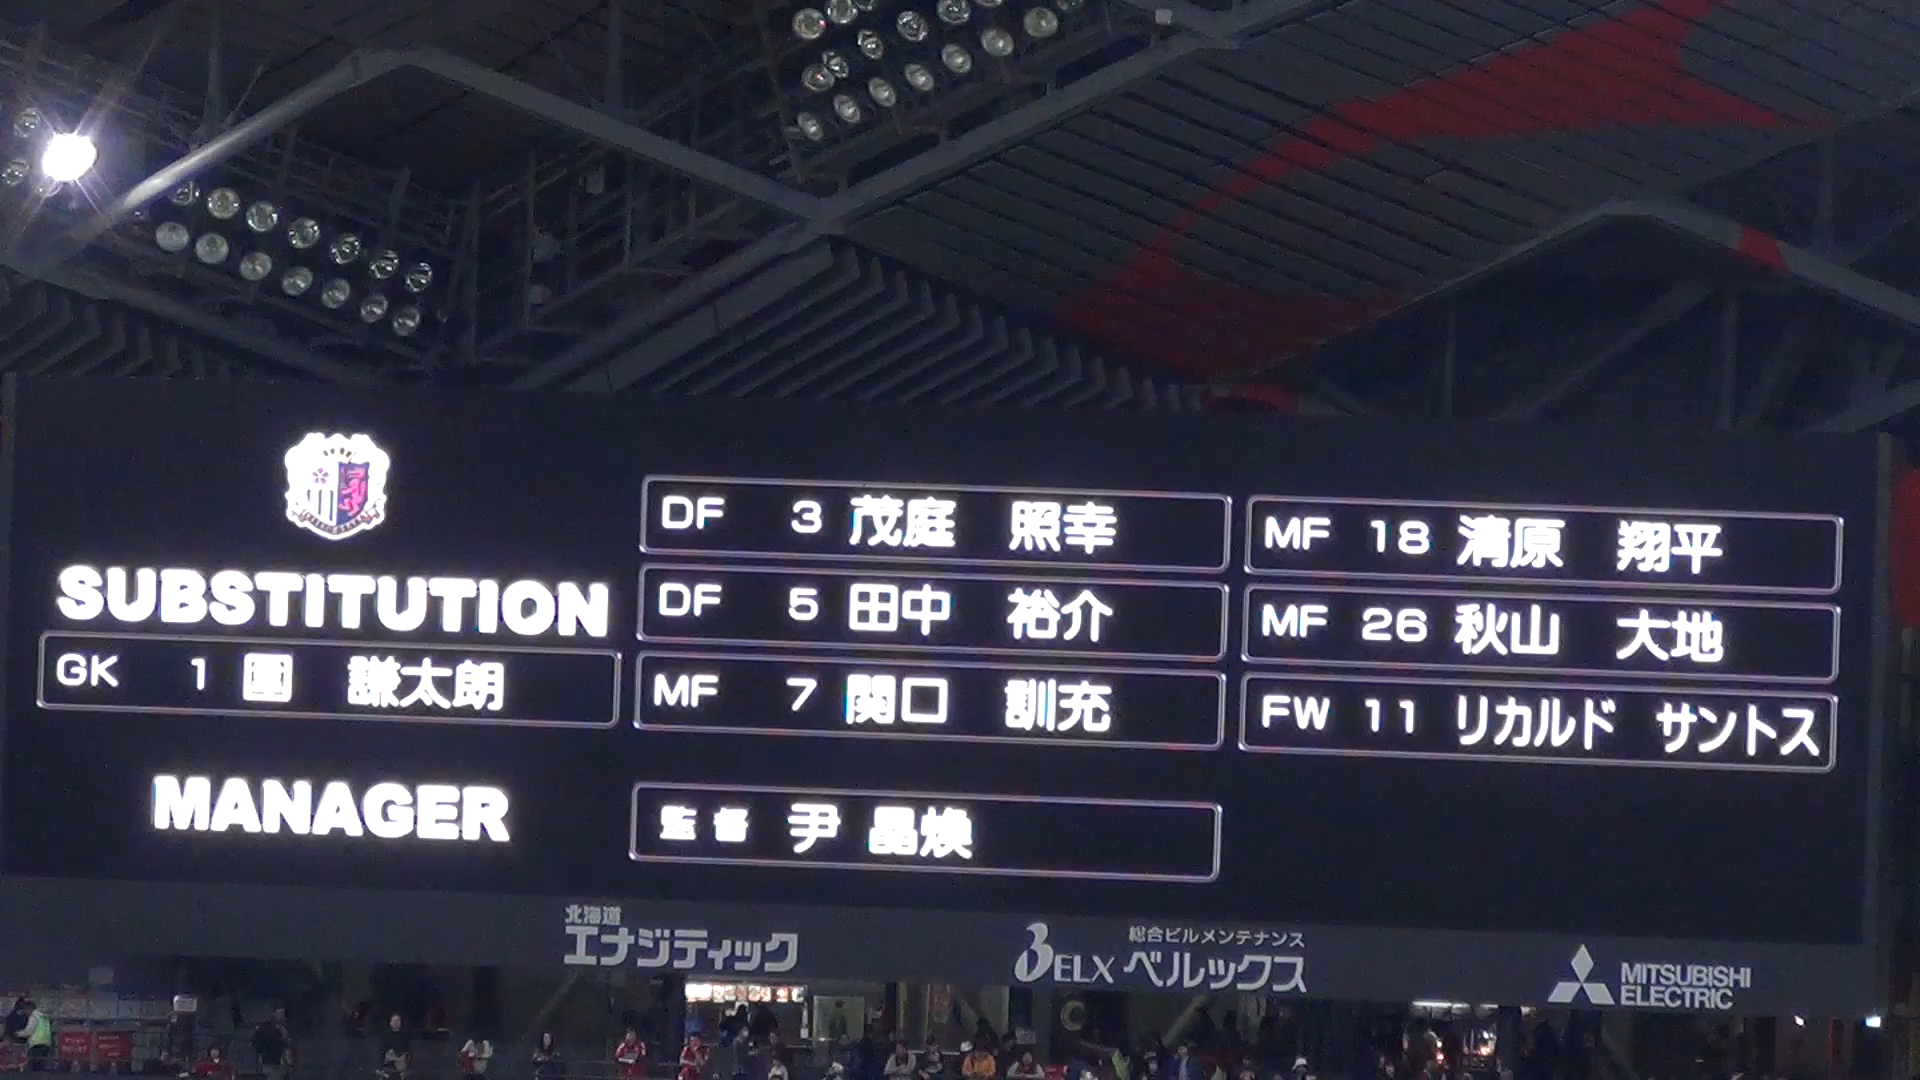 SUBSTITUTION
GK 1 圍 謙太朗
DF 3 茂庭 照幸
DF 5 田中 裕介
MF 7 関口 訓充
MF 18 清原 翔平
MF 26 秋山 大地
FW 11 リカルド サントス
MANAGER
監督 尹 晶煥
北海道
エナジティック
BELX 総合ビルメンテナンス
ベルックス
MITSUBISHI
ELECTRIC